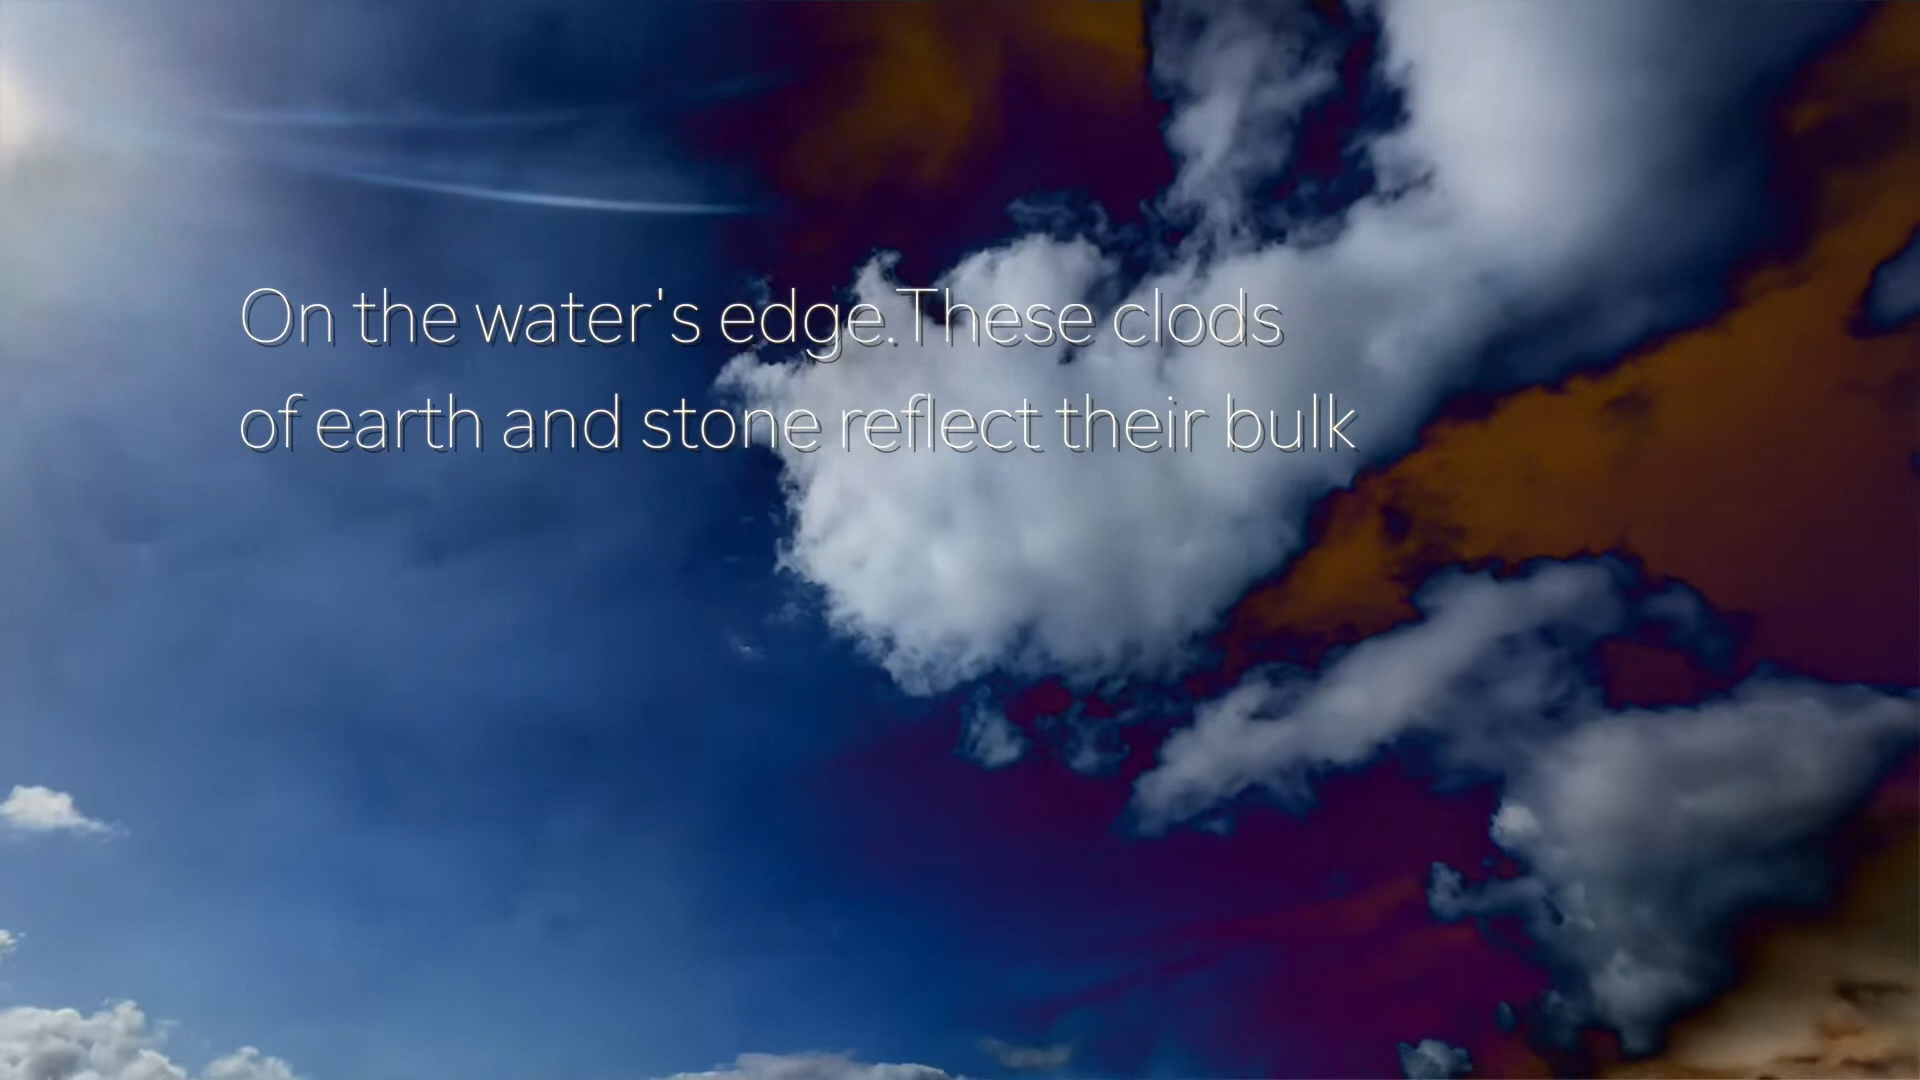 On the water's edge.These clods
of earth and stone reflect their bulk